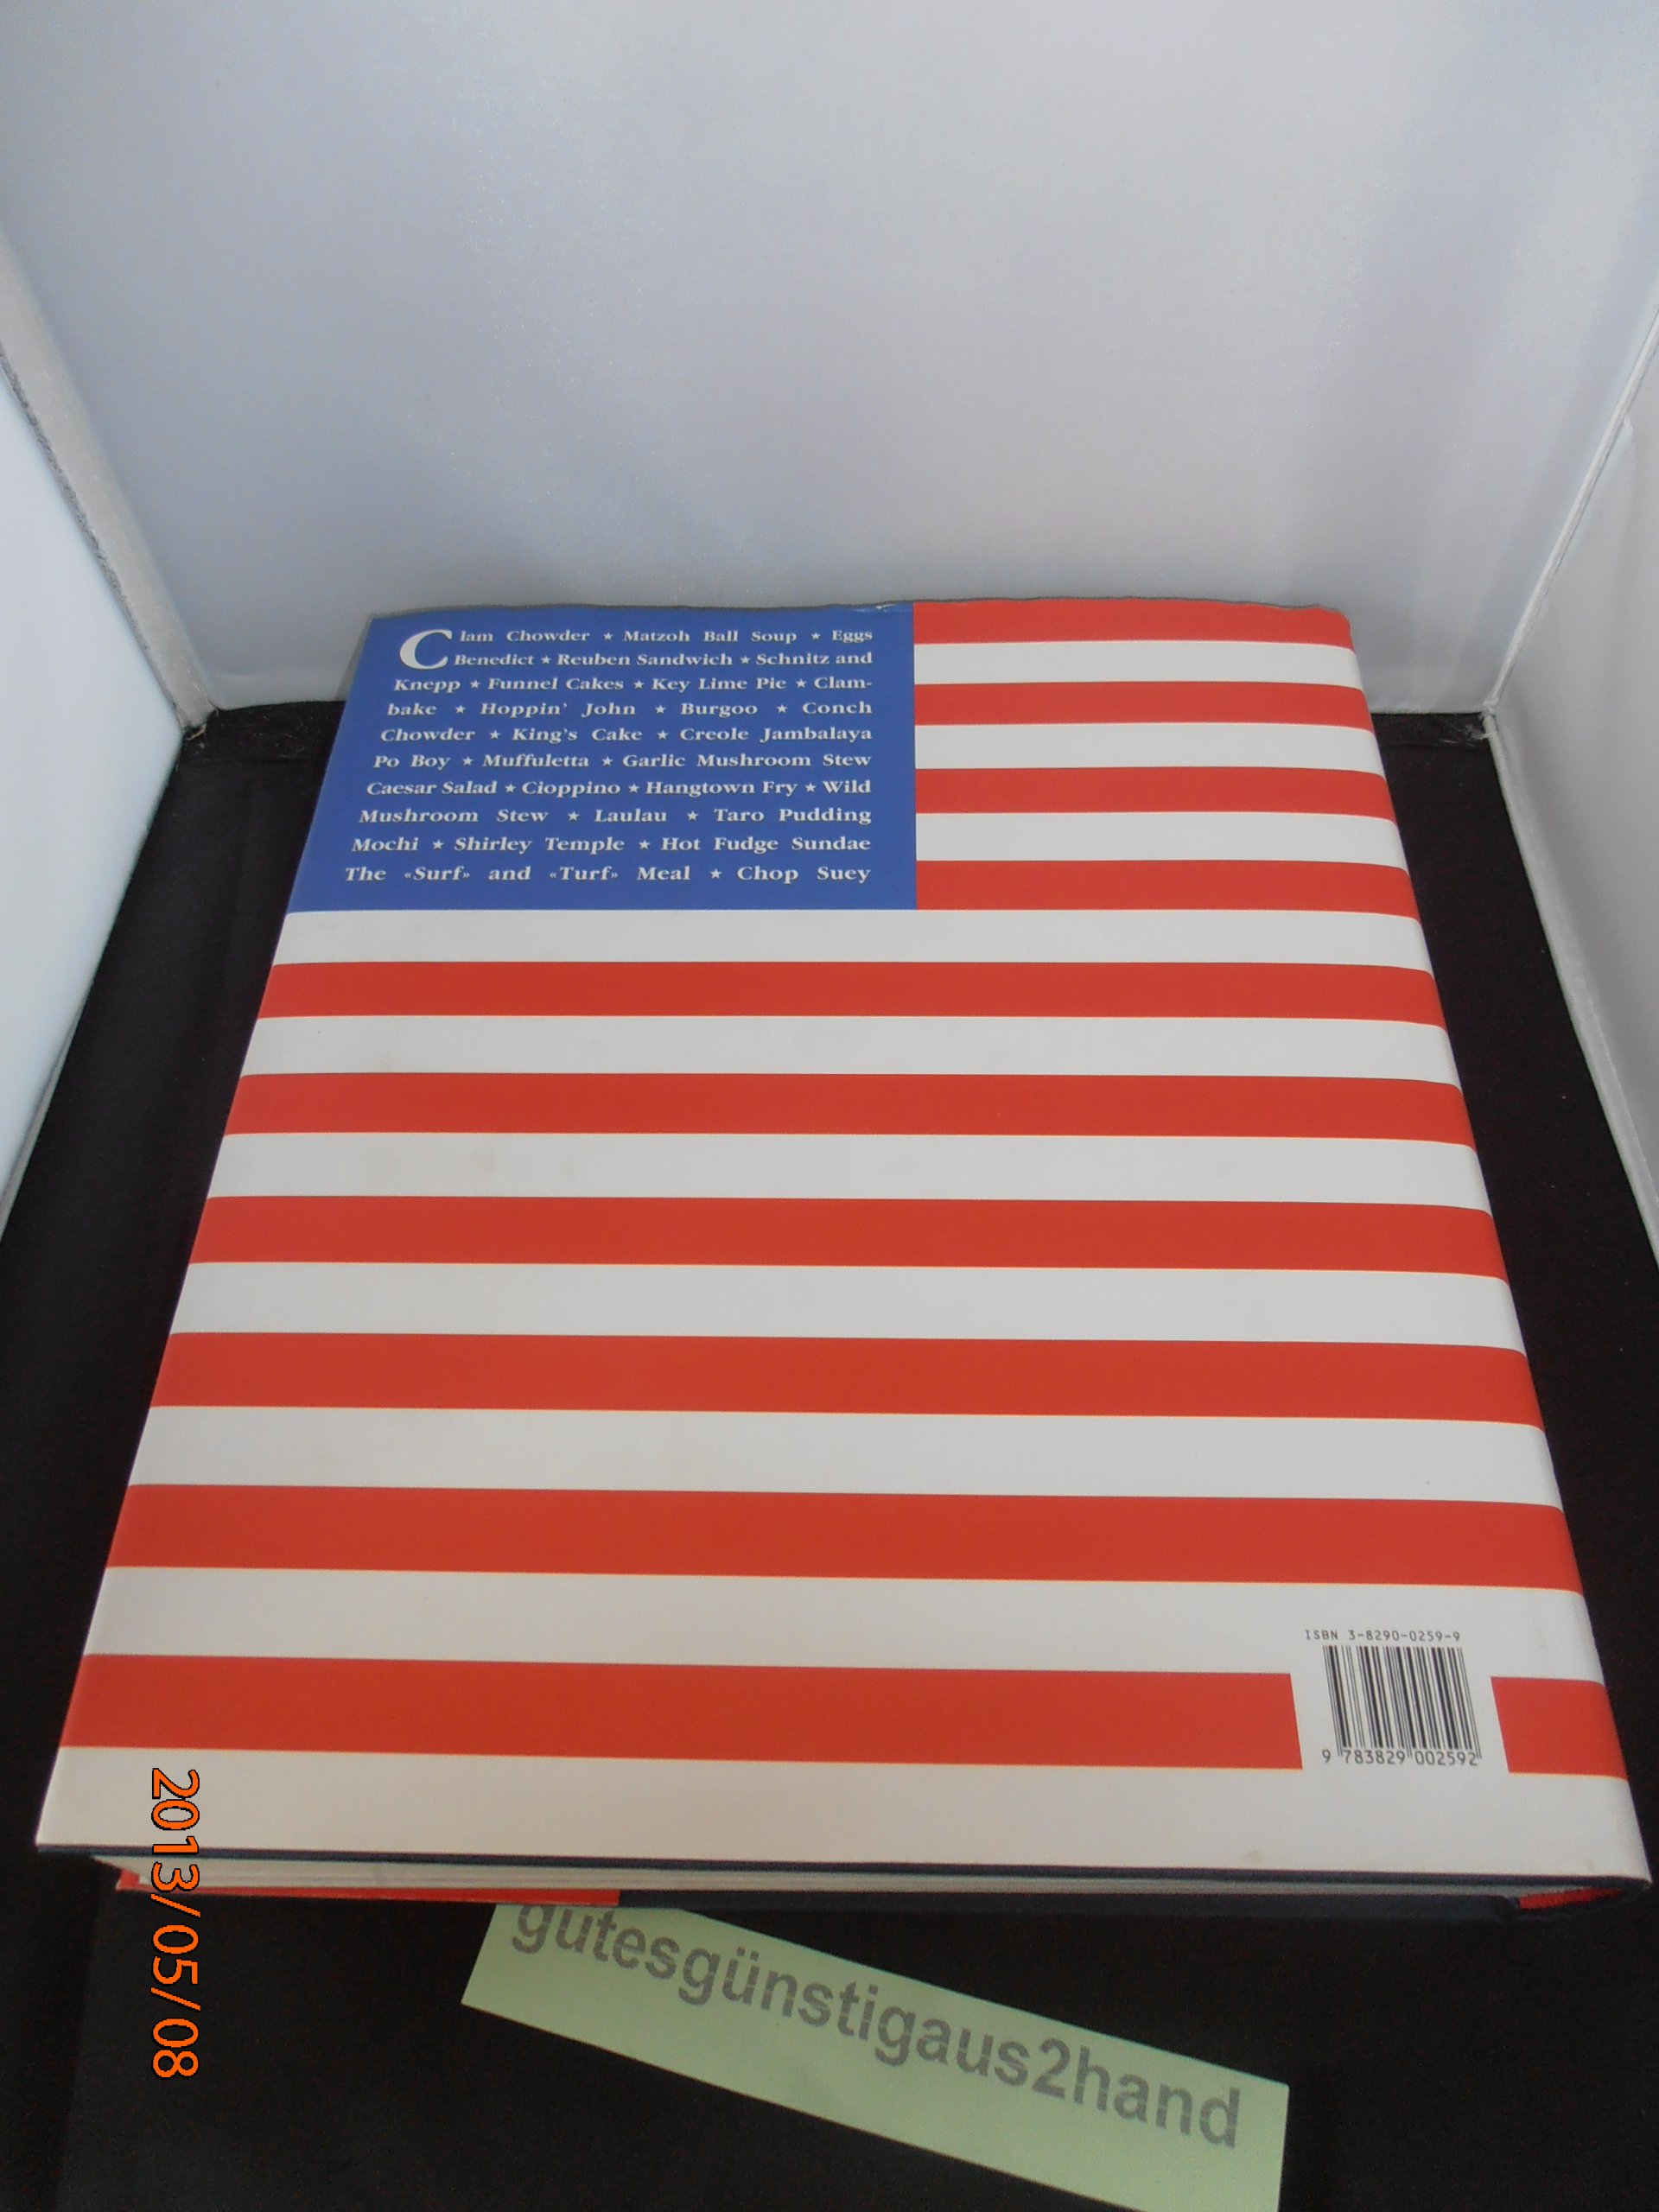 Clam Chowder ★ Matzoh Ball Soup ★ Eggs
Benedict ★ Reuben Sandwich ★ Schnitz and
Knepp ★ Funnel Cakes ★ Key Lime Pie ★ Clam-
bake ★ Hoppin' John ★ Burgoo ★ Conch
Chowder ★ King's Cake ★ Creole Jambalaya
Po Boy ★ Muffuletta ★ Garlic Mushroom Stew
Caesar Salad ★ Cioppino ★ Hangtown Fry ★ Wild
Mushroom Stew ★ Laulau ★ Taro Pudding
Mochi ★ Shirley Temple ★ Hot Fudge Sundae
The «Surf» and «Turf» Meal ★ Chop Suey
ISBN 3-8290-0259-9
9 783829 002592
2013/05/08
gutesgünstigaus2hand